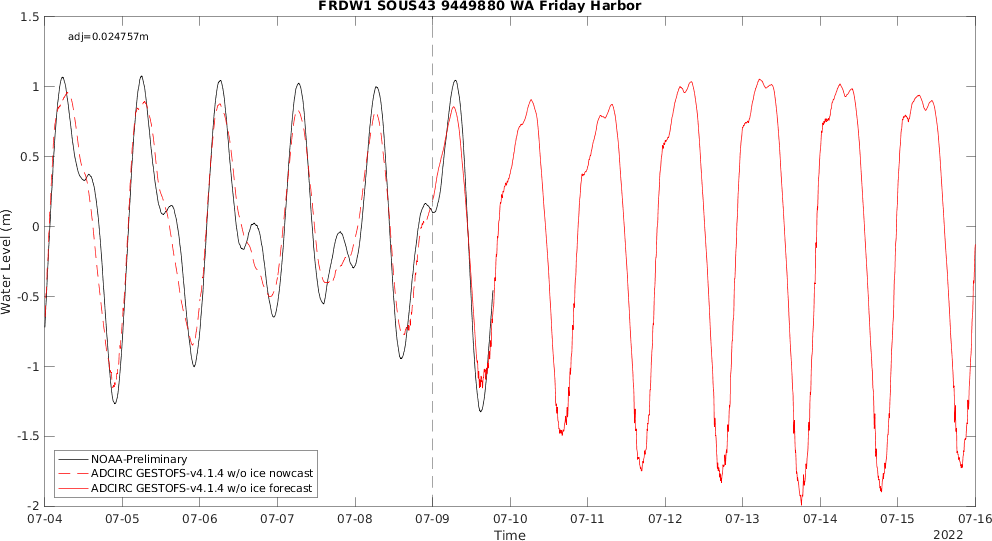 FRDW1 SOUS43 9449880 WA Friday Harbor
adj=0.024757m
1.5
1
0.5
0
-0.5
-1
-1.5
-2
Water Level (m)
NOAA-Preliminary
ADCIRC GESTOFS-v4.1.4 w/o ice nowcast
ADCIRC GESTOFS-v4.1.4 w/o ice forecast
07-04 07-05 07-06 07-07 07-08 07-09 07-10 07-11 07-12 07-13 07-14 07-15 07-16
Time
2022